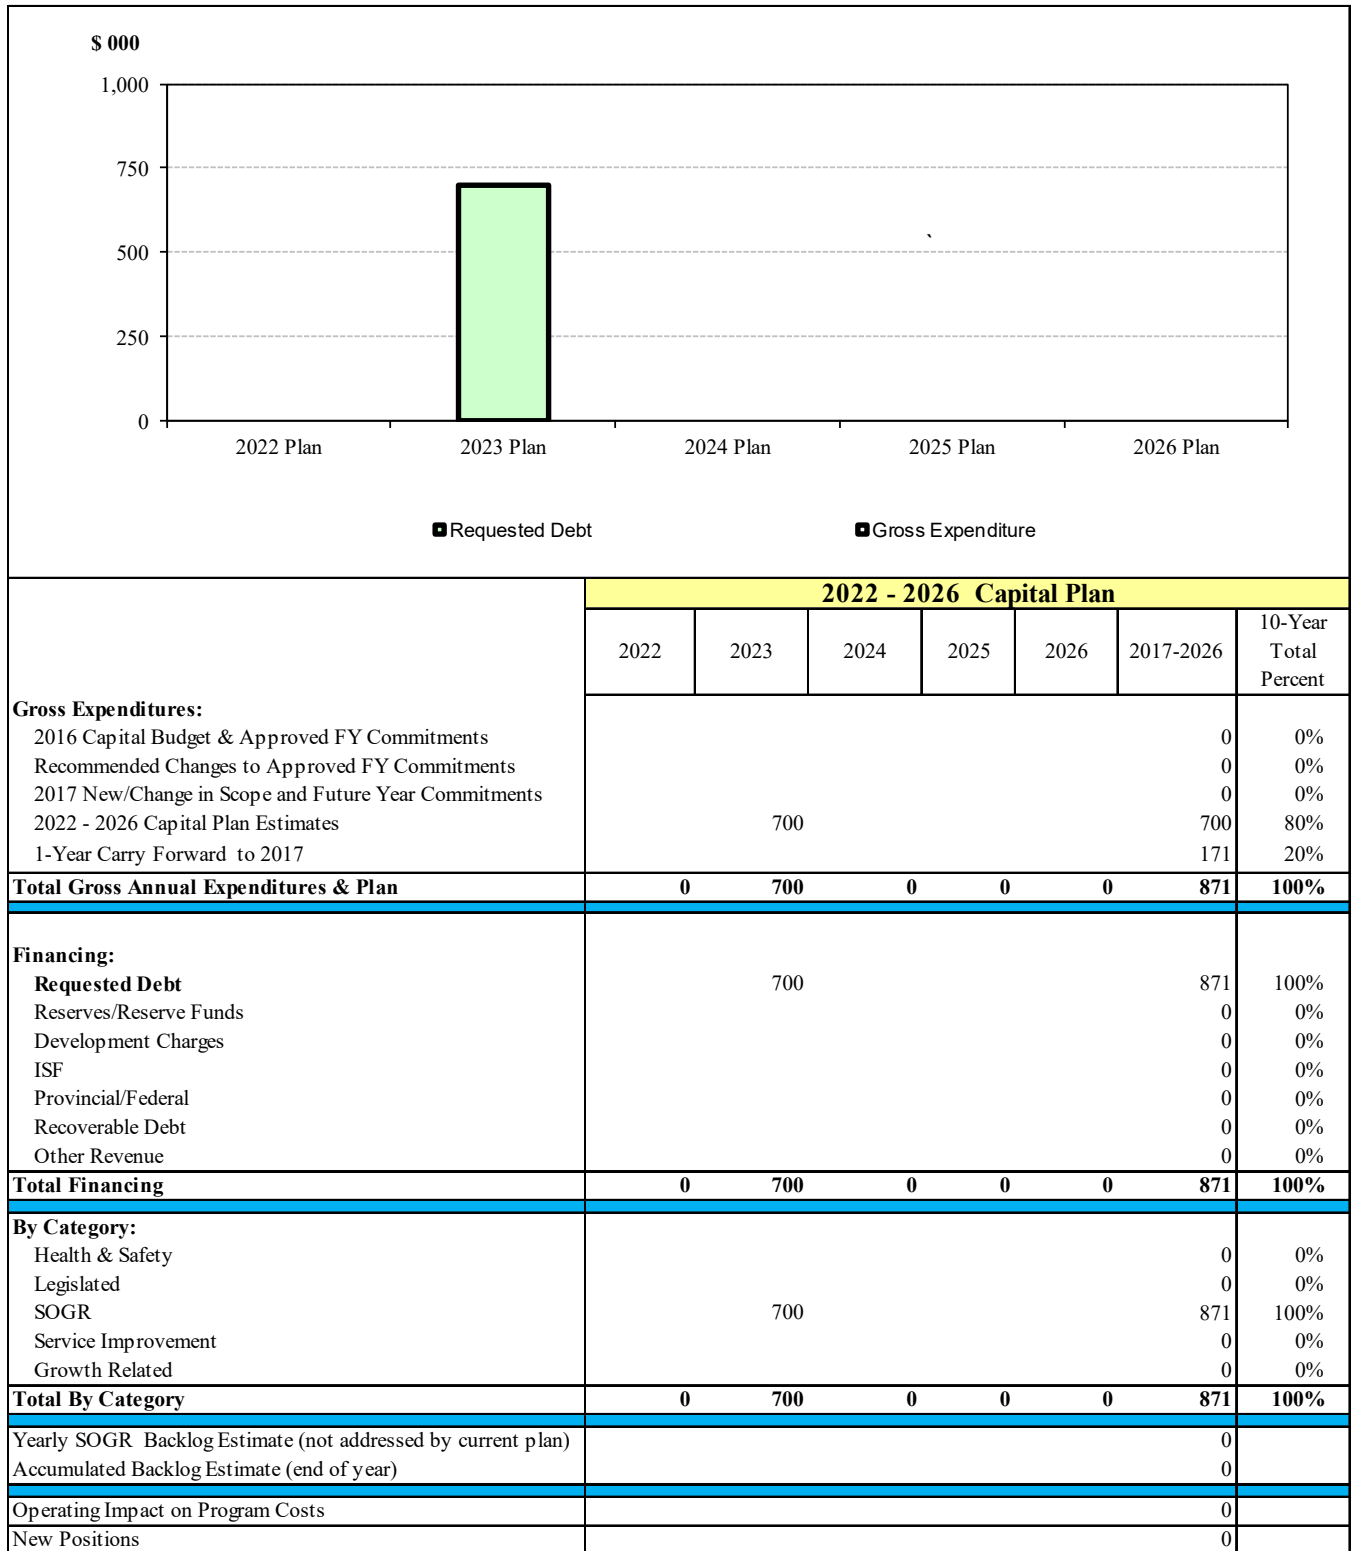 $ 000
1,000
750
500
250
0
`
2022 Plan 2023 Plan 2024 Plan 2025 Plan 2026 Plan
Requested Debt Gross Expenditure
2022 - 2026 Capital Plan
2022 2023 2024 2025 2026 2017-2026 10-Year Total Percent
Gross Expenditures:
2016 Capital Budget & Approved FY Commitments 0 0%
Recommended Changes to Approved FY Commitments 0 0%
2017 New/Change in Scope and Future Year Commitments 0 0%
2022 - 2026 Capital Plan Estimates 700 700 80%
1-Year Carry Forward to 2017 171 20%
Total Gross Annual Expenditures & Plan 0 700 0 0 0 871 100%
Financing:
Requested Debt 700 871 100%
Reserves/Reserve Funds 0 0%
Development Charges 0 0%
ISF 0 0%
Provincial/Federal 0 0%
Recoverable Debt 0 0%
Other Revenue 0 0%
Total Financing 0 700 0 0 0 871 100%
By Category:
Health & Safety 0 0%
Legislated 0 0%
SOGR 700 871 100%
Service Improvement 0 0%
Growth Related 0 0%
Total By Category 0 700 0 0 0 871 100%
Yearly SOGR Backlog Estimate (not addressed by current plan) 0
Accumulated Backlog Estimate (end of year) 0
Operating Impact on Program Costs 0
New Positions 0